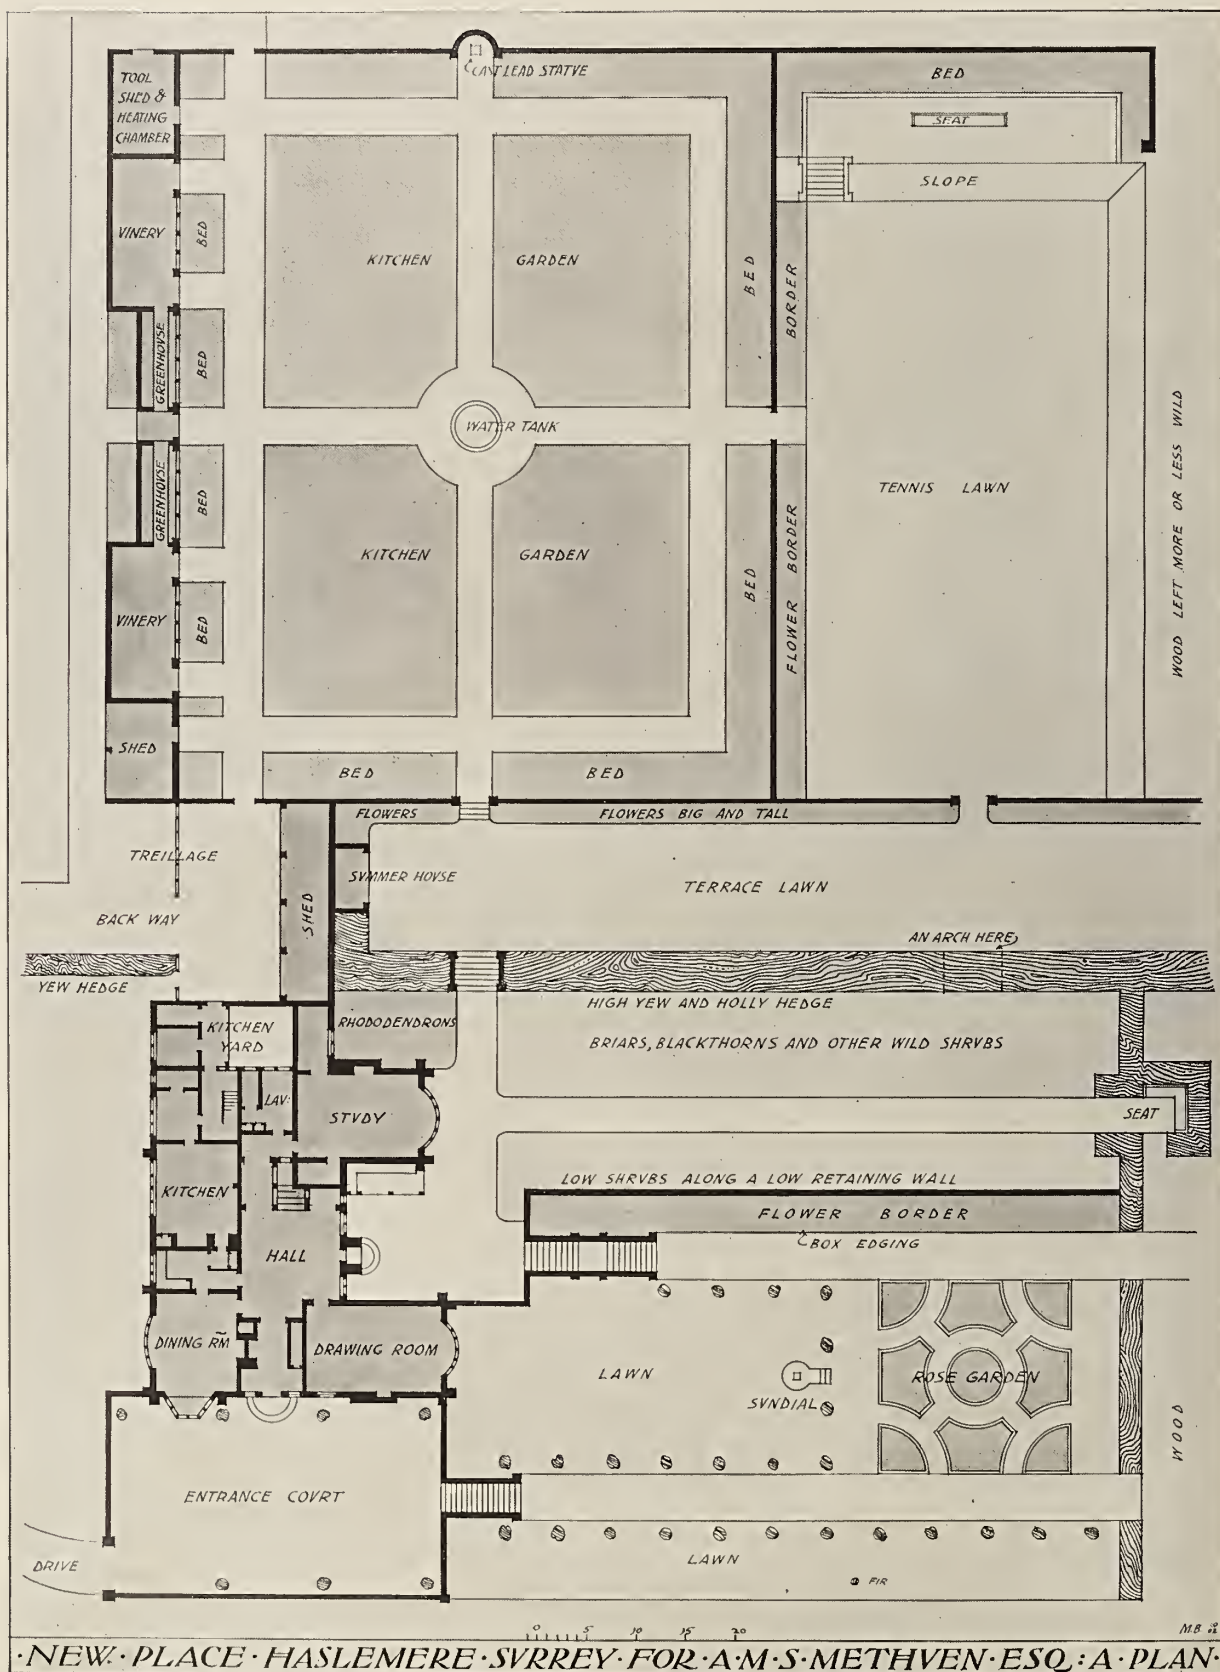 TOOL
SHED &
HEATING
CHAMBER
CAST LEAD STATVE
BED
SEAT
SLOPE
VINERY
BED
KITCHEN GARDEN
BED
BORDER
GREENHOVSE
BED
WATER TANK
WOOD LEFT MORE OR LESS WILD
GREENHOVSE
BED
TENNIS LAWN
KITCHEN GARDEN
BED
FLOWER BORDER
VINERY
BED
SHED
BED
BED
FLOWERS
FLOWERS BIG AND TALL
TREILLAGE
SVMMER HOVSE
TERRACE LAWN
SHED
BACK WAY
AN ARCH HERE
YEW HEDGE
HIGH YEW AND HOLLY HEDGE
KITCHEN
YARD
RHODODENDRONS
BRIARS, BLACKTHORNS AND OTHER WILD SHRVBS
LAV:
STVDY
SEAT
LOW SHRVBS ALONG A LOW RETAINING WALL
KITCHEN
FLOWER BORDER
BOX EDGING
HALL
DINING RM
DRAWING ROOM
LAWN
ROSE GARDEN
SVNDIAL
WOOD
ENTRANCE COVRT
DRIVE
LAWN
FIR
0 5 10 15 20
M.B.
·NEW·PLACE·HASLEMERE·SVRREY·FOR·A·M·S·METHVEN·ESQ:A·PLAN·